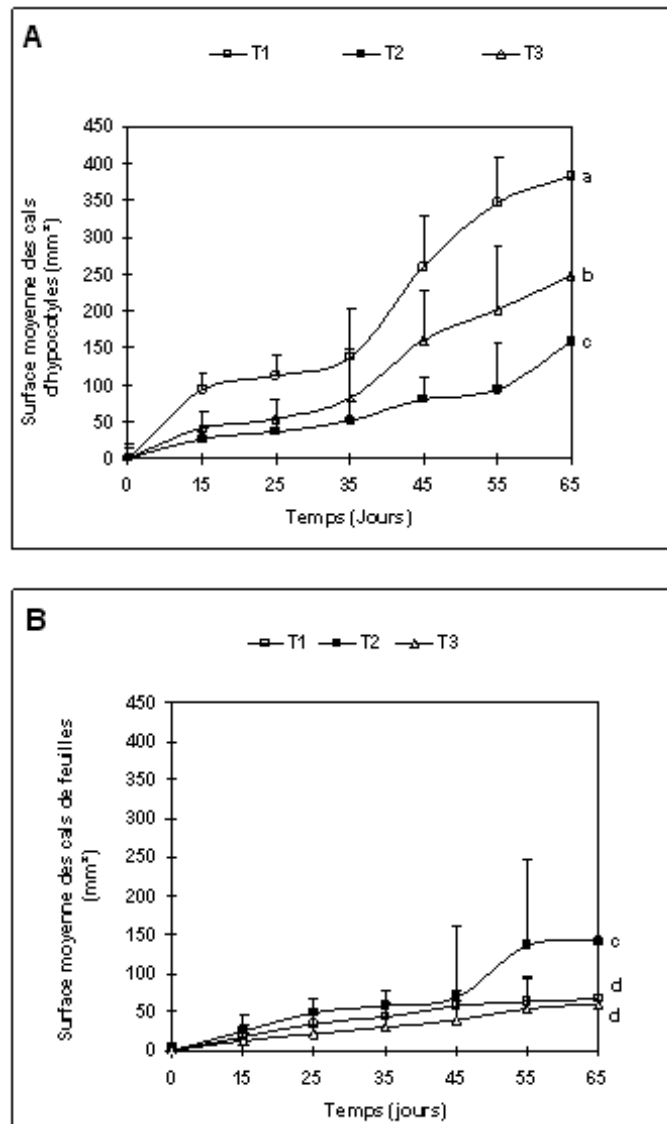 A
T1 T2 T3
450
400
350
300
250
200
150
100
50
0
Surface moyenne des cals
d'hypocotyles (mm²)
a
b
c
0 15 25 35 45 55 65
Temps (Jours)
B
T1 T2 T3
450
400
350
300
250
200
150
100
50
0
Surface moyenne des cals de feuilles
(mm²)
c
d
d
0 15 25 35 45 55 65
Temps (jours)